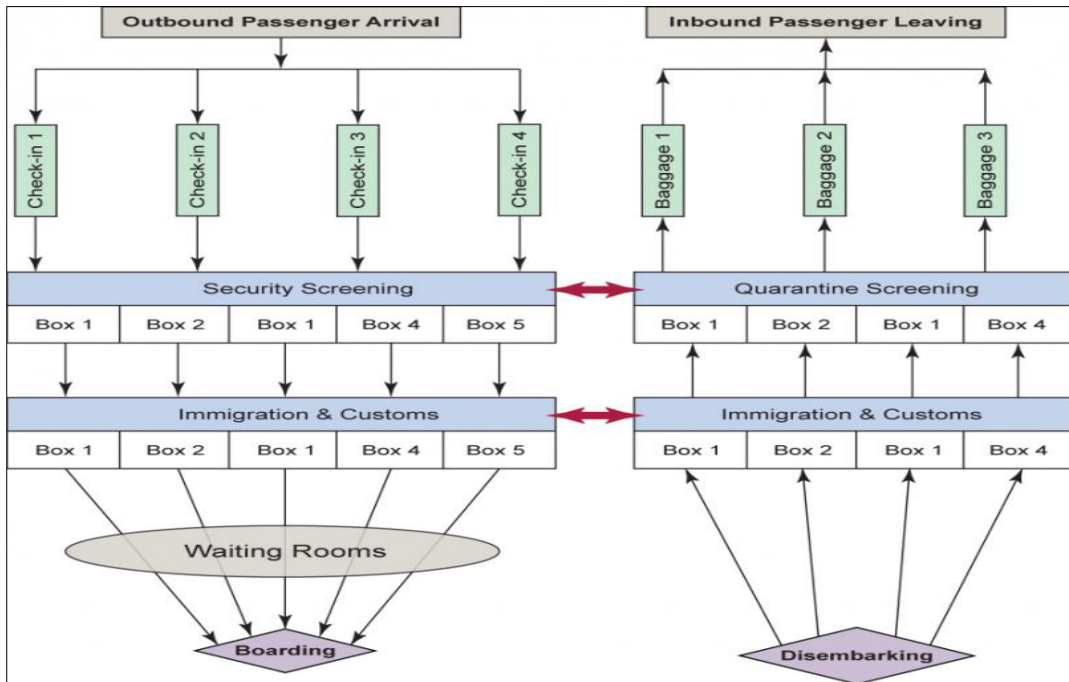 Outbound Passenger Arrival
Inbound Passenger Leaving
Check-in 1
Check-in 2
Check-in 3
Check-in 4
Baggage 1
Baggage 2
Baggage 3
Security Screening
Quarantine Screening
Box 1 Box 2 Box 1 Box 4 Box 5
Box 1 Box 2 Box 1 Box 4
Immigration & Customs
Immigration & Customs
Box 1 Box 2 Box 1 Box 4 Box 5
Box 1 Box 2 Box 1 Box 4
Waiting Rooms
Boarding
Disembarking